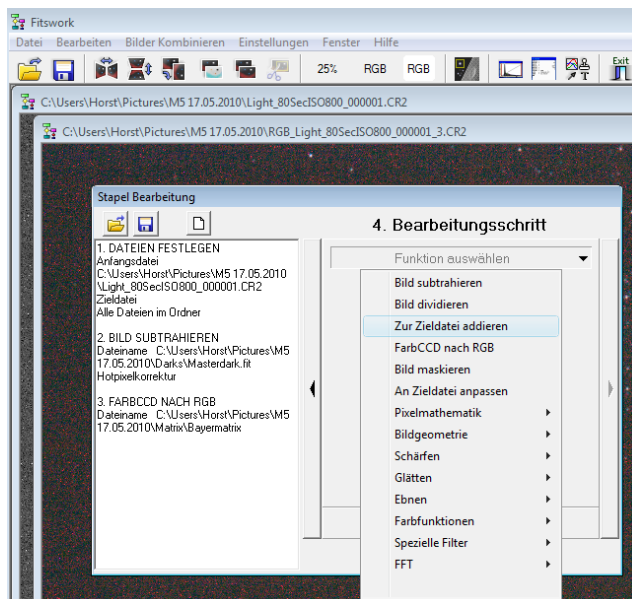 Fitswork
Datei Bearbeiten Bilder Kombinieren Einstellungen Fenster Hilfe
25% RGB RGB Exit
C:\Users\Horst\Pictures\M5 17.05.2010\Light_80SecISO800_000001.CR2
C:\Users\Horst\Pictures\M5 17.05.2010\RGB_Light_80SecISO800_000001_3.CR2
Stapel Bearbeitung
4. Bearbeitungsschritt
1. DATEIEN FESTLEGEN
Anfangsdatei
C:\Users\Horst\Pictures\M5 17.05.2010
\Light_80SecISO800_000001.CR2
Zieldatei
Alle Dateien im Ordner
2. BILD SUBTRAHIEREN
Dateiname C:\Users\Horst\Pictures\M5
17.05.2010\Darks\Masterdark.fit
Hotpixelkorrektur
3. FARBCCD NACH RGB
Dateiname C:\Users\Horst\Pictures\M5
17.05.2010\Matrix\Bayermatrix
Funktion auswählen
Bild subtrahieren
Bild dividieren
Zur Zieldatei addieren
FarbCCD nach RGB
Bild maskieren
An Zieldatei anpassen
Pixelmathematik
Bildgeometrie
Schärfen
Glätten
Ebnen
Farbfunktionen
Spezielle Filter
FFT